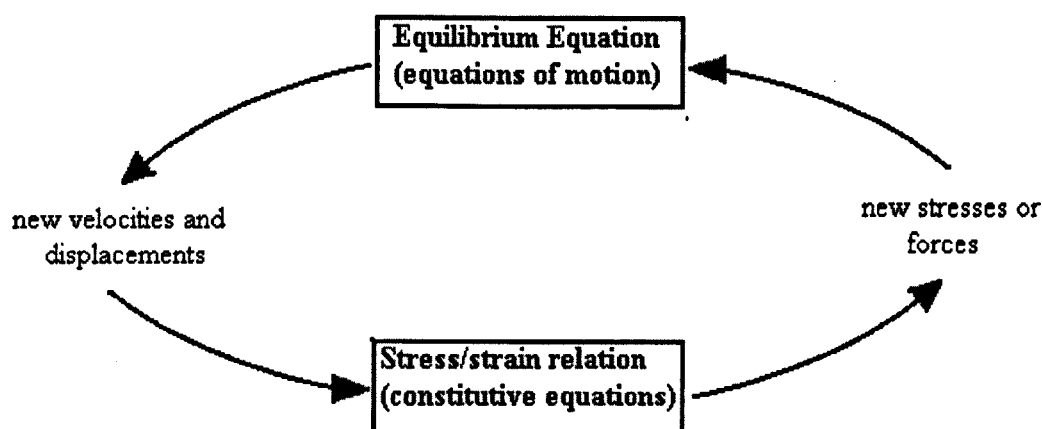 Equilibrium Equation
(equations of motion)
new velocities and
displacements
new stresses or
forces
Stress/strain relation
(constitutive equations)